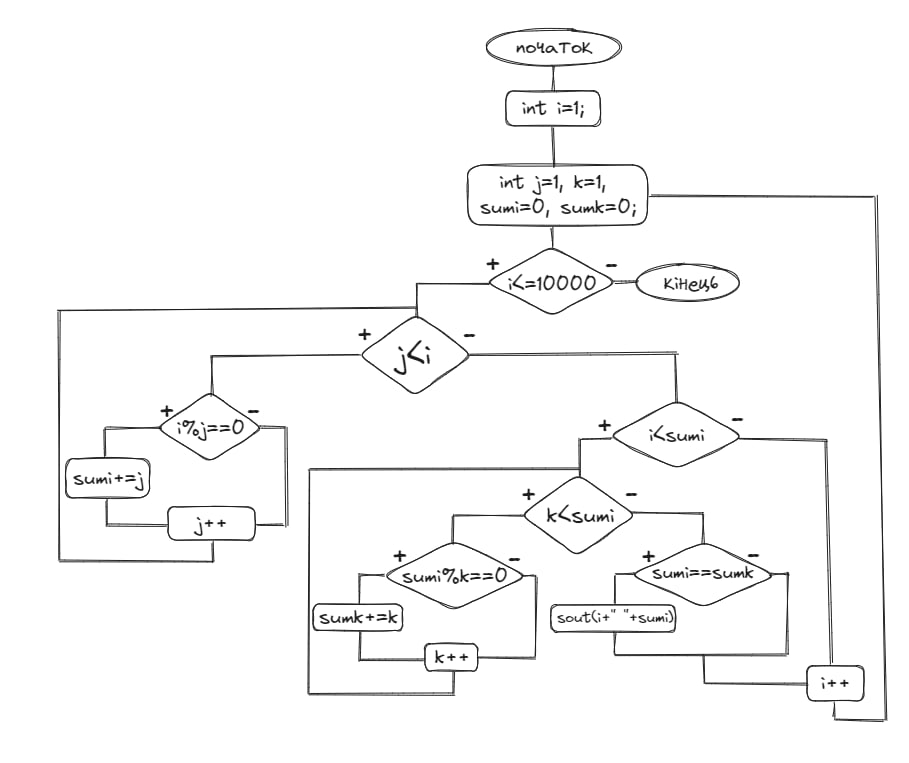 початок
int i=1;
int j=1, k=1,
sumi=0, sumk=0;
+
-
i<=10000
кінець
+
-
j<i
+
-
i%j==0
+
-
i<sumi
sumi+=j
+
-
k<sumi
j++
+
-
sumi%k==0
+
-
sumi==sumk
sumk+=k
sout(i+" "+sumi)
k++
i++